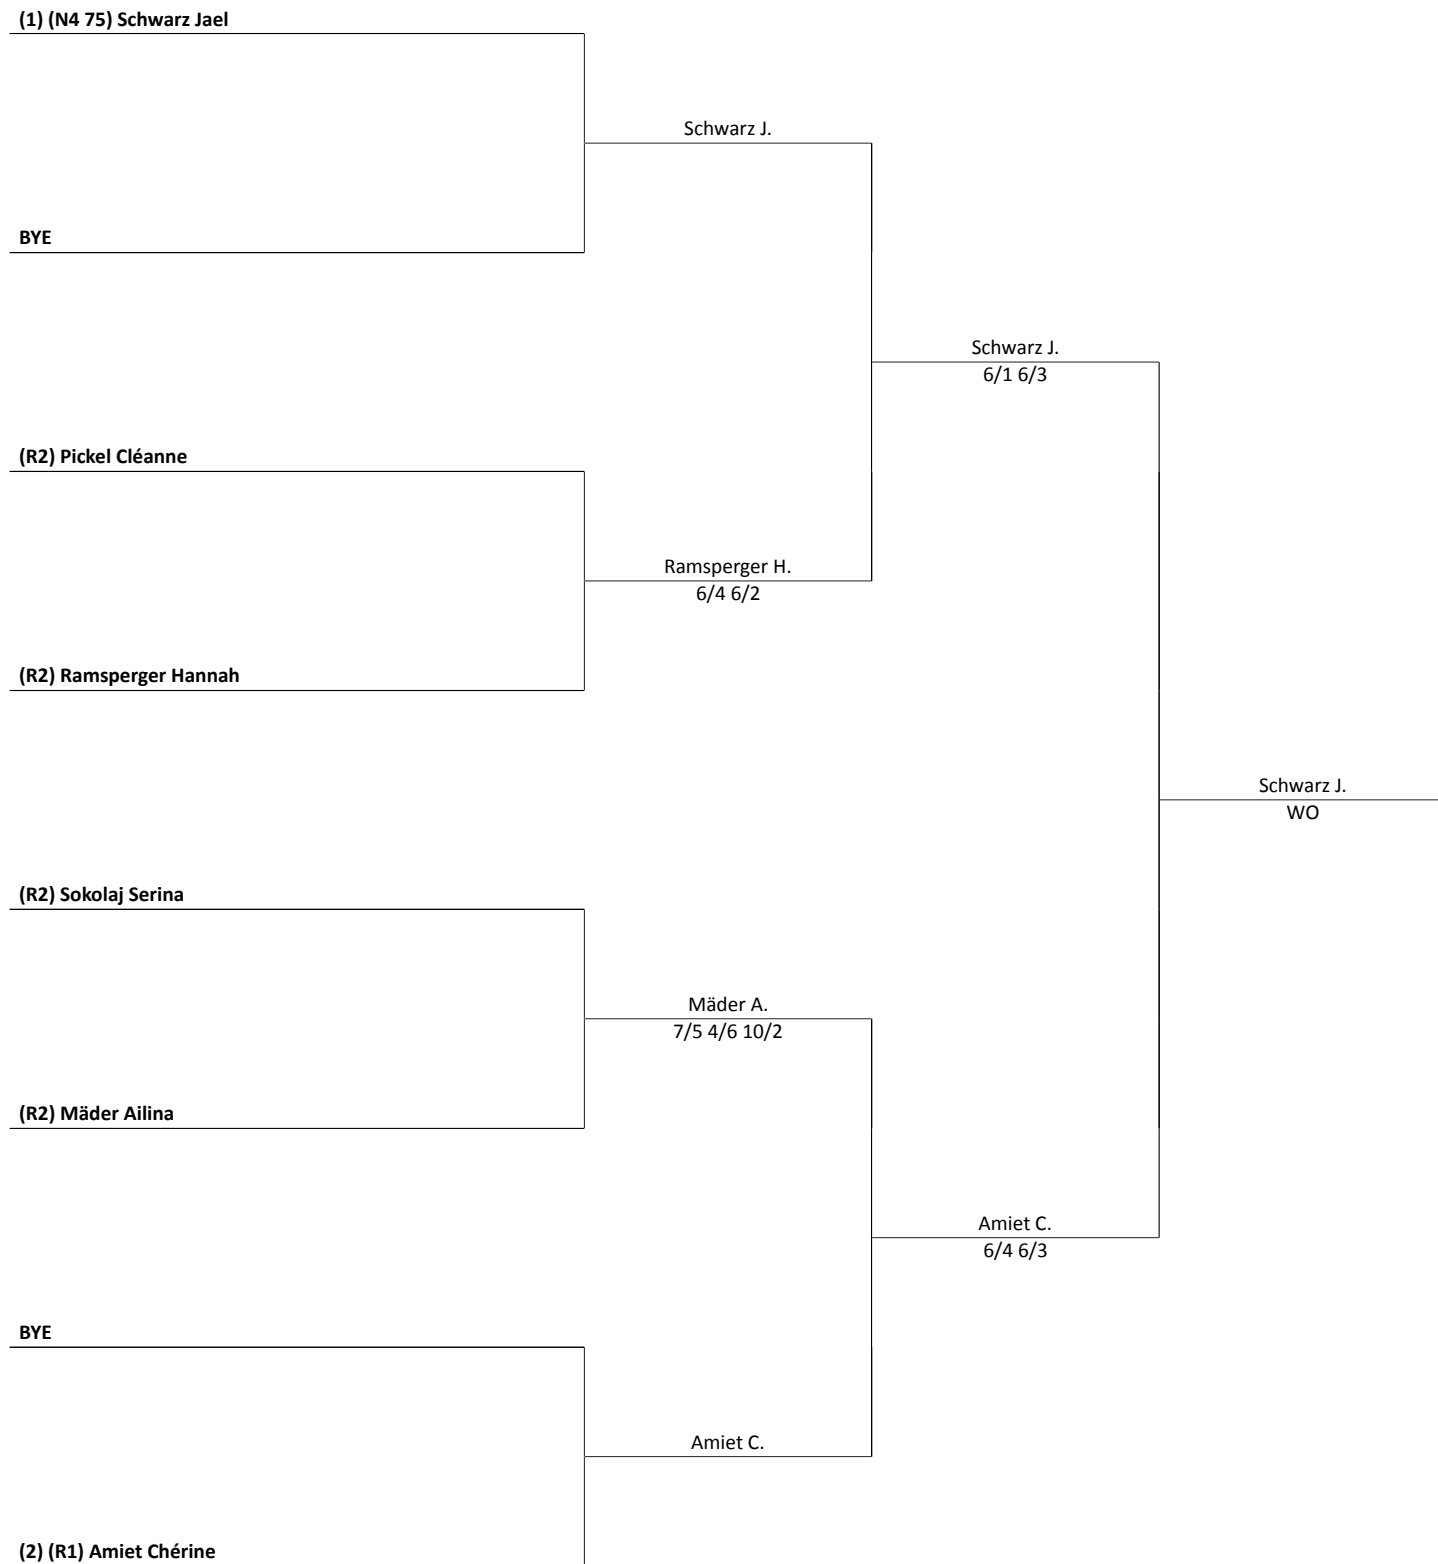 (1) (N4 75) Schwarz Jael
Schwarz J.
BYE
Schwarz J.
6/1 6/3
(R2) Pickel Cléanne
Ramsperger H.
6/4 6/2
(R2) Ramsperger Hannah
Schwarz J.
WO
(R2) Sokolaj Serina
Mäder A.
7/5 4/6 10/2
(R2) Mäder Ailina
Amiet C.
6/4 6/3
BYE
Amiet C.
(2) (R1) Amiet Chérine